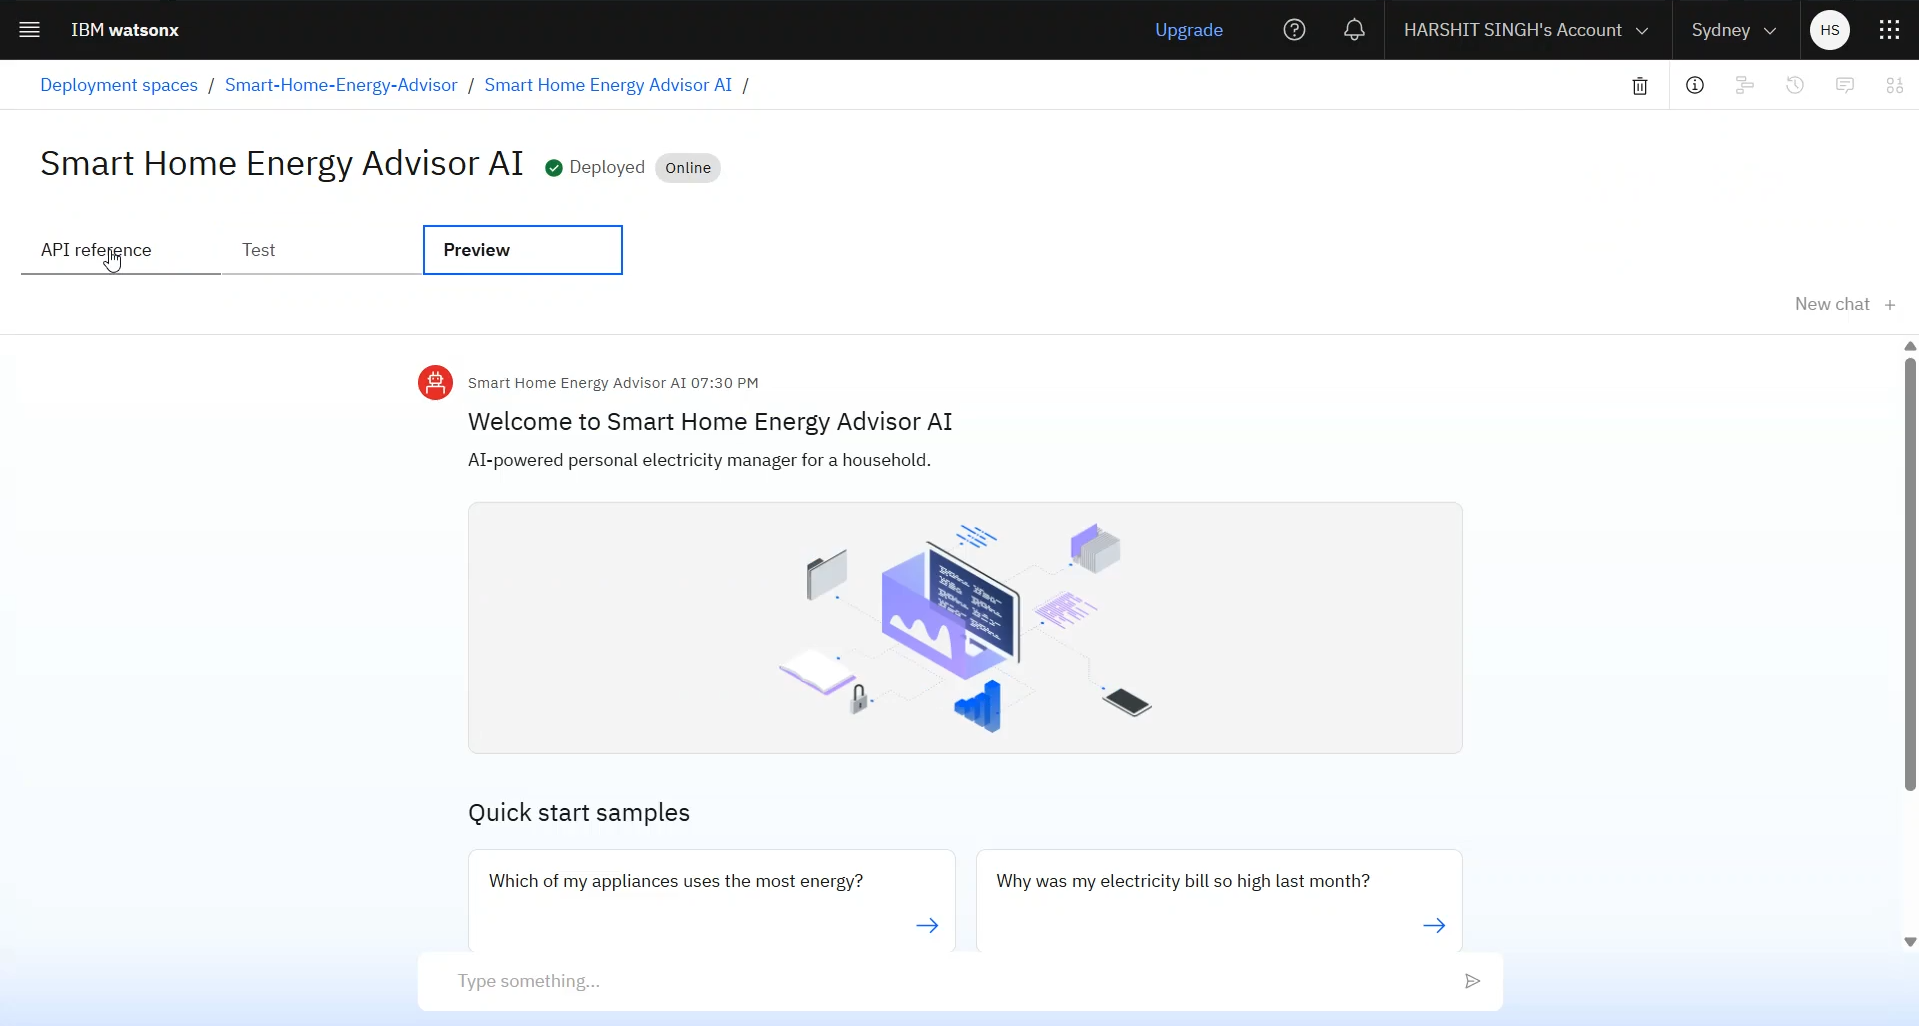 IBM watsonx
Upgrade
HARSHIT SINGH's Account
Sydney
HS
Deployment spaces / Smart-Home-Energy-Advisor / Smart Home Energy Advisor AI /
Smart Home Energy Advisor AI
Deployed
Online
API reference
Test
Preview
New chat +
Smart Home Energy Advisor AI 07:30 PM
Welcome to Smart Home Energy Advisor AI
AI-powered personal electricity manager for a household.
Quick start samples
Which of my appliances uses the most energy?
Why was my electricity bill so high last month?
Type something...